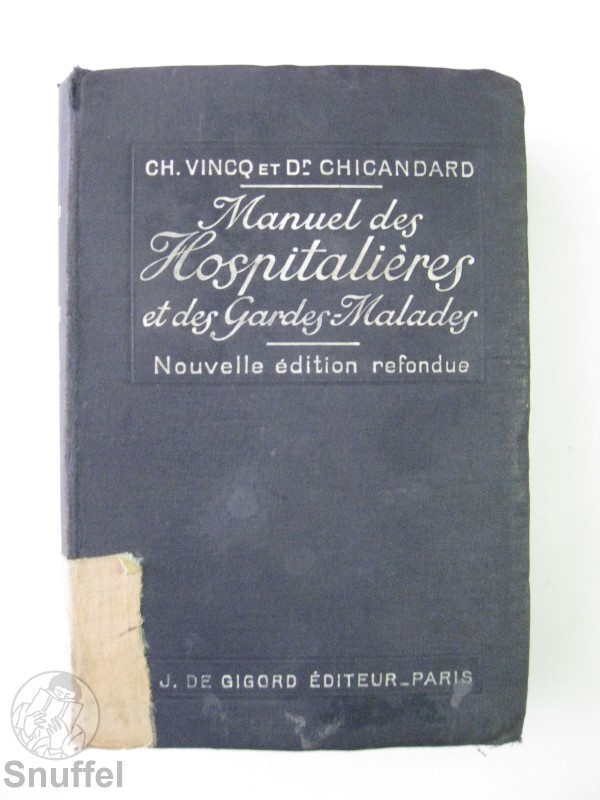 CH. VINCQ ET Dr CHICANDARD
Manuel des
Hospitalières
et des Gardes-Malades
Nouvelle édition refondue
J. DE GIGORD ÉDITEUR_PARIS
Snuffel